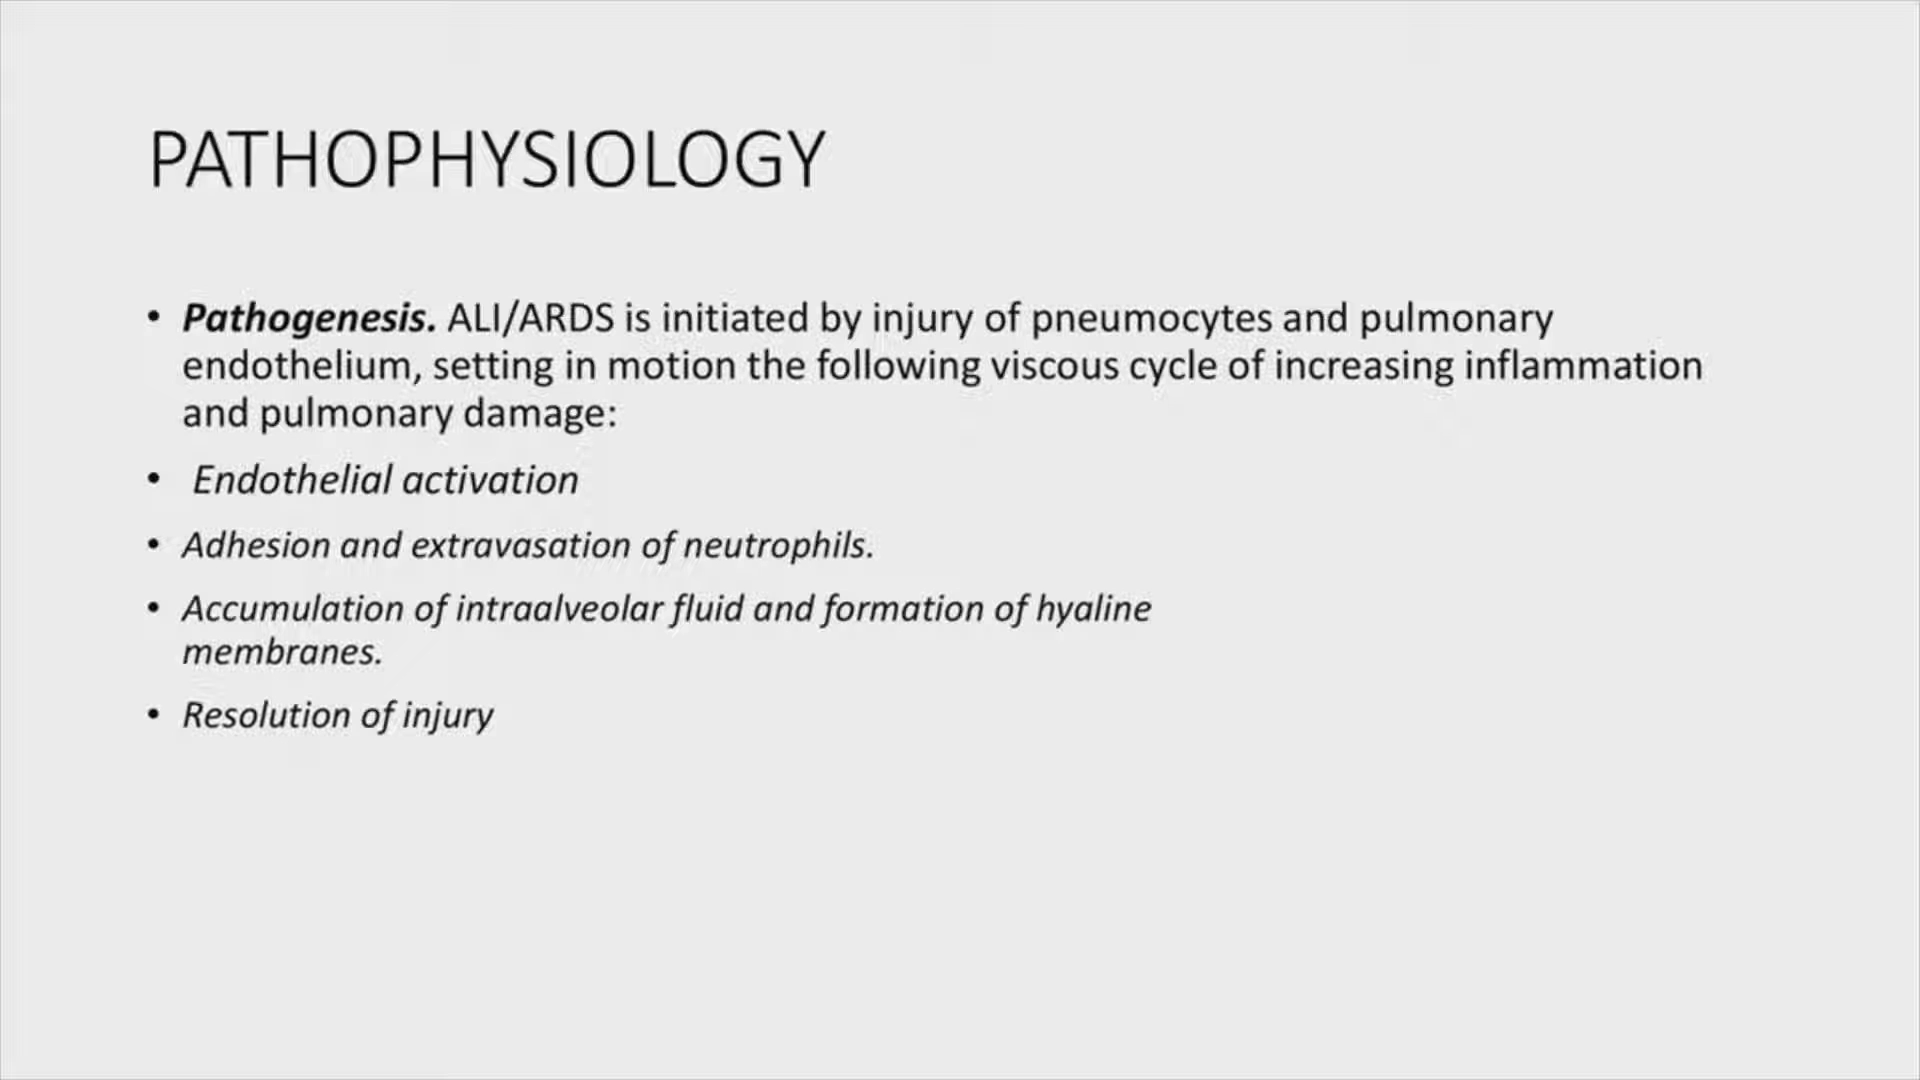 PATHOPHYSIOLOGY
• Pathogenesis. ALI/ARDS is initiated by injury of pneumocytes and pulmonary
endothelium, setting in motion the following viscous cycle of increasing inflammation
and pulmonary damage:
• Endothelial activation
• Adhesion and extravasation of neutrophils.
• Accumulation of intraalveolar fluid and formation of hyaline
membranes.
• Resolution of injury